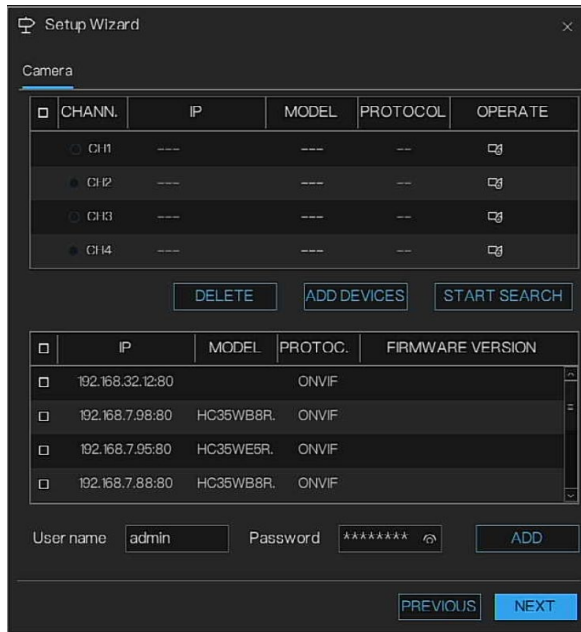 Setup Wizard
Camera
CHANN. IP MODEL PROTOCOL OPERATE
CH1 --- --- --
CH2 --- --- --
CH3 --- --- --
CH4 --- --- --
DELETE ADD DEVICES START SEARCH
IP MODEL PROTOC. FIRMWARE VERSION
192.168.32.12:80 ONVIF
192.168.7.98:80 HC35WB8R. ONVIF
192.168.7.95:80 HC35WE5R. ONVIF
192.168.7.88:80 HC35WB8R. ONVIF
User name admin Password ******** ADD
PREVIOUS NEXT